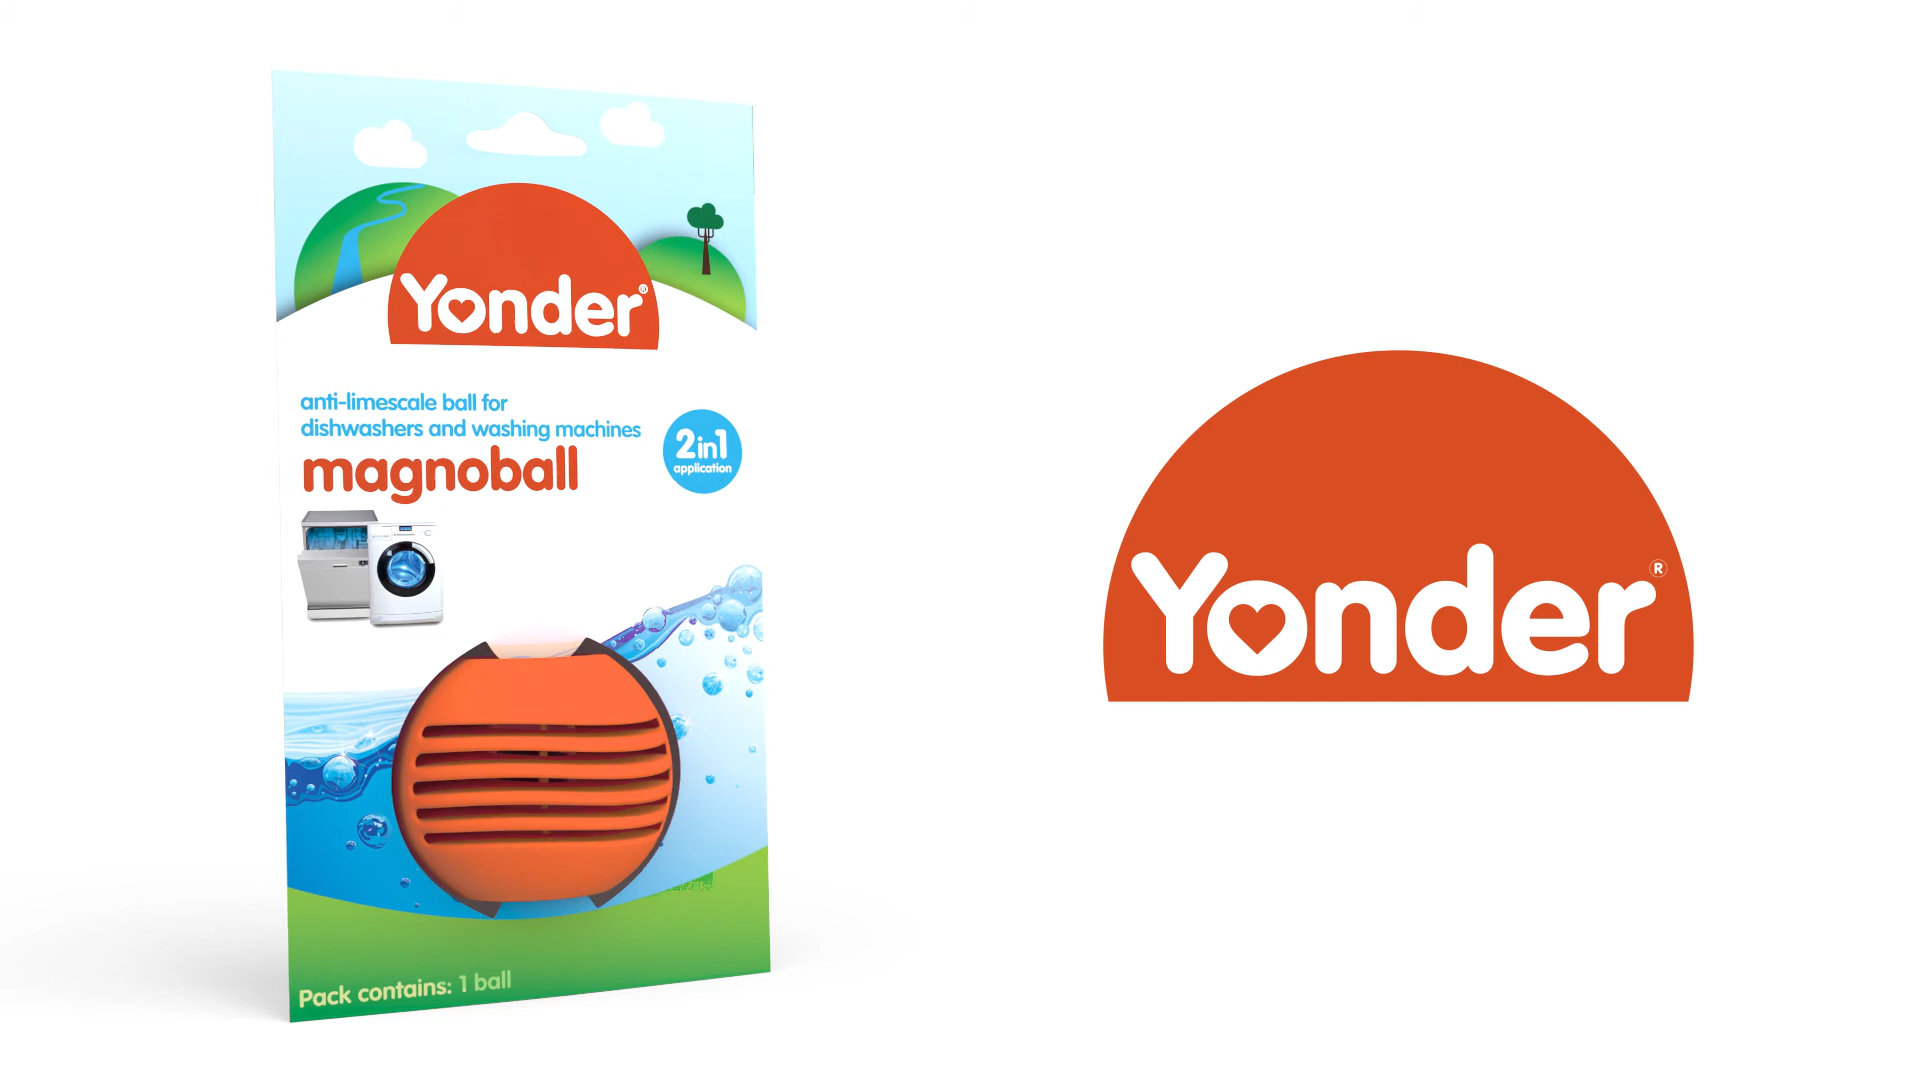 Yonder®
anti-limescale ball for
dishwashers and washing machines
magnoball
2in1
application
Pack contains: 1 ball
Yonder®